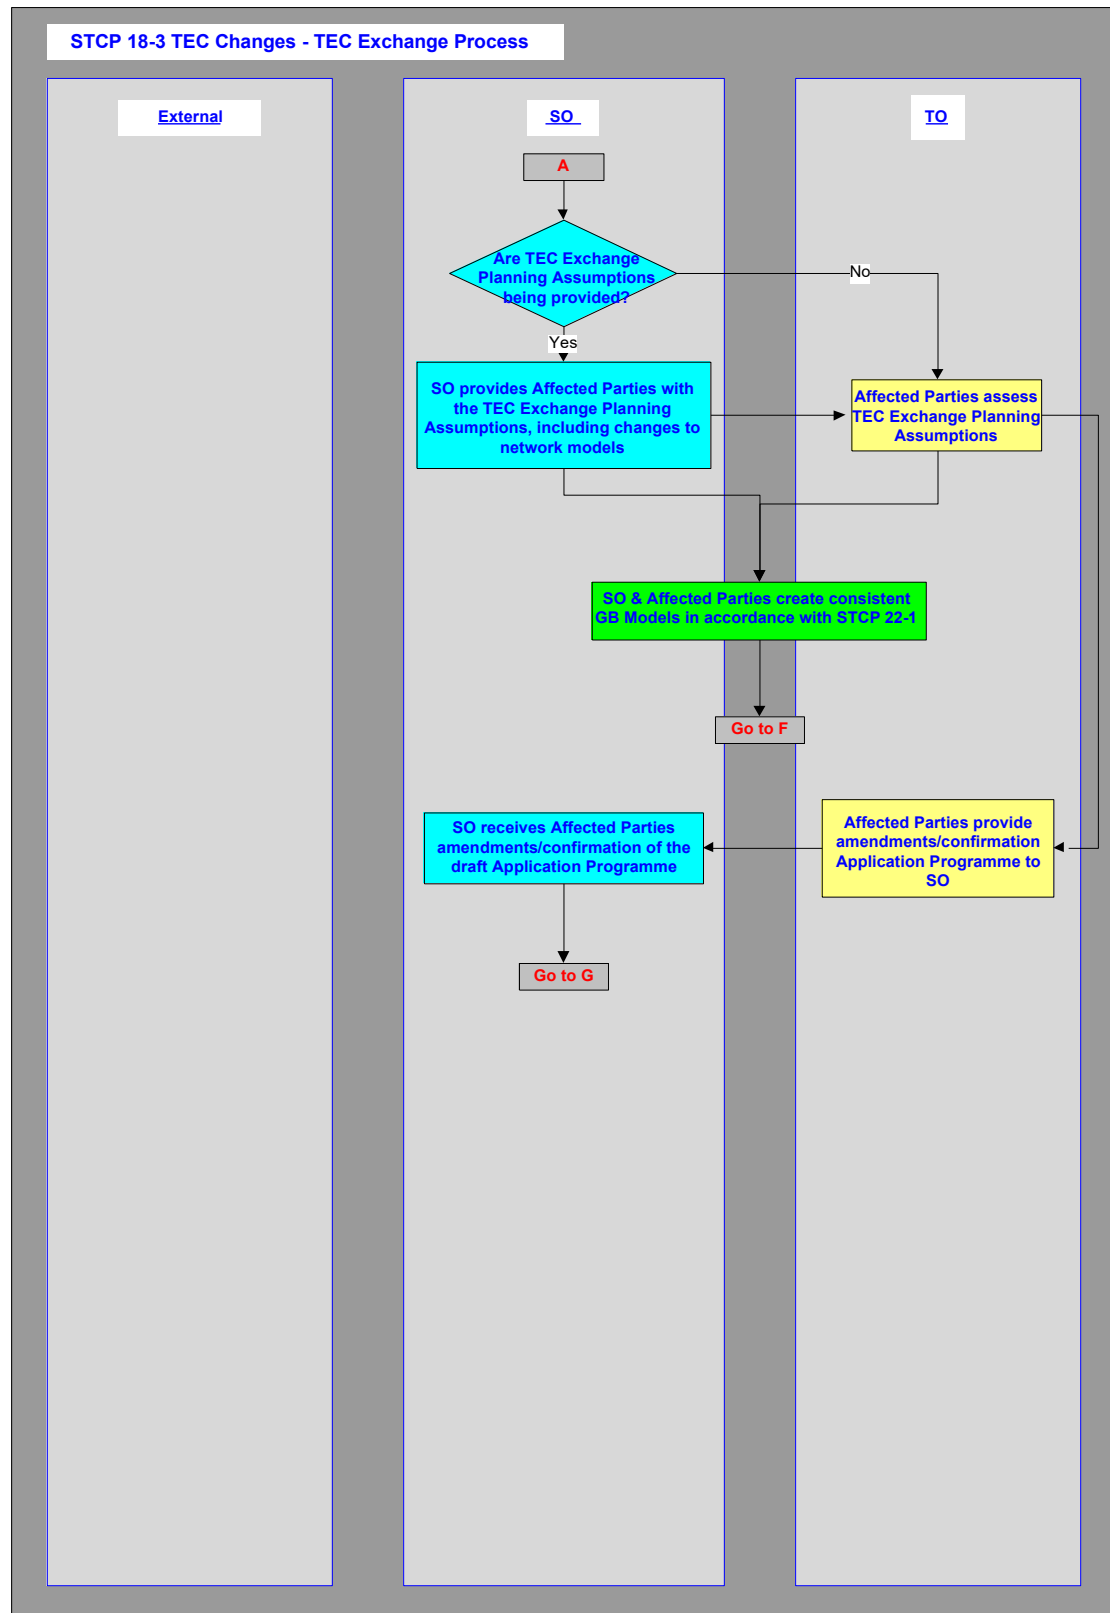 STCP 18-3 TEC Changes - TEC Exchange Process
External
SO
TO
A
Are TEC Exchange
Planning Assumptions
being provided?
No
Yes
SO provides Affected Parties with
the TEC Exchange Planning
Assumptions, including changes to
network models
Affected Parties assess
TEC Exchange Planning
Assumptions
SO & Affected Parties create consistent
GB Models in accordance with STCP 22-1
Go to F
SO receives Affected Parties
amendments/confirmation of the
draft Application Programme
Affected Parties provide
amendments/confirmation
Application Programme to
SO
Go to G